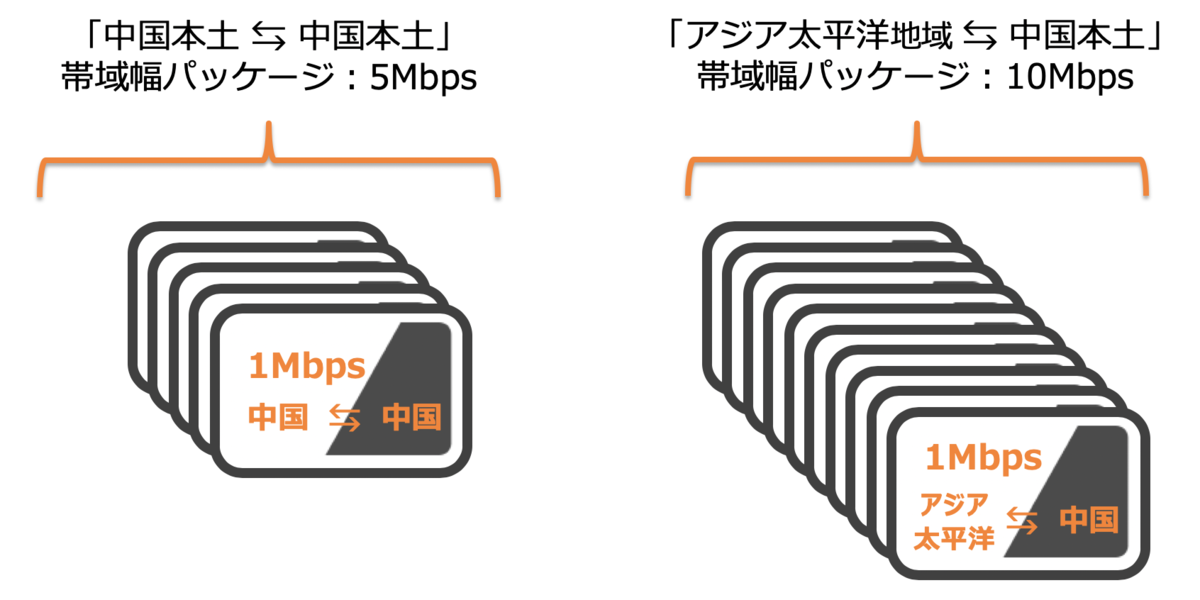 「中国本土 ⇆ 中国本土」
帯域幅パッケージ：5Mbps
「アジア太平洋地域 ⇆ 中国本土」
帯域幅パッケージ：10Mbps
1Mbps
中国 ⇆ 中国
1Mbps
アジア
太平洋 ⇆ 中国